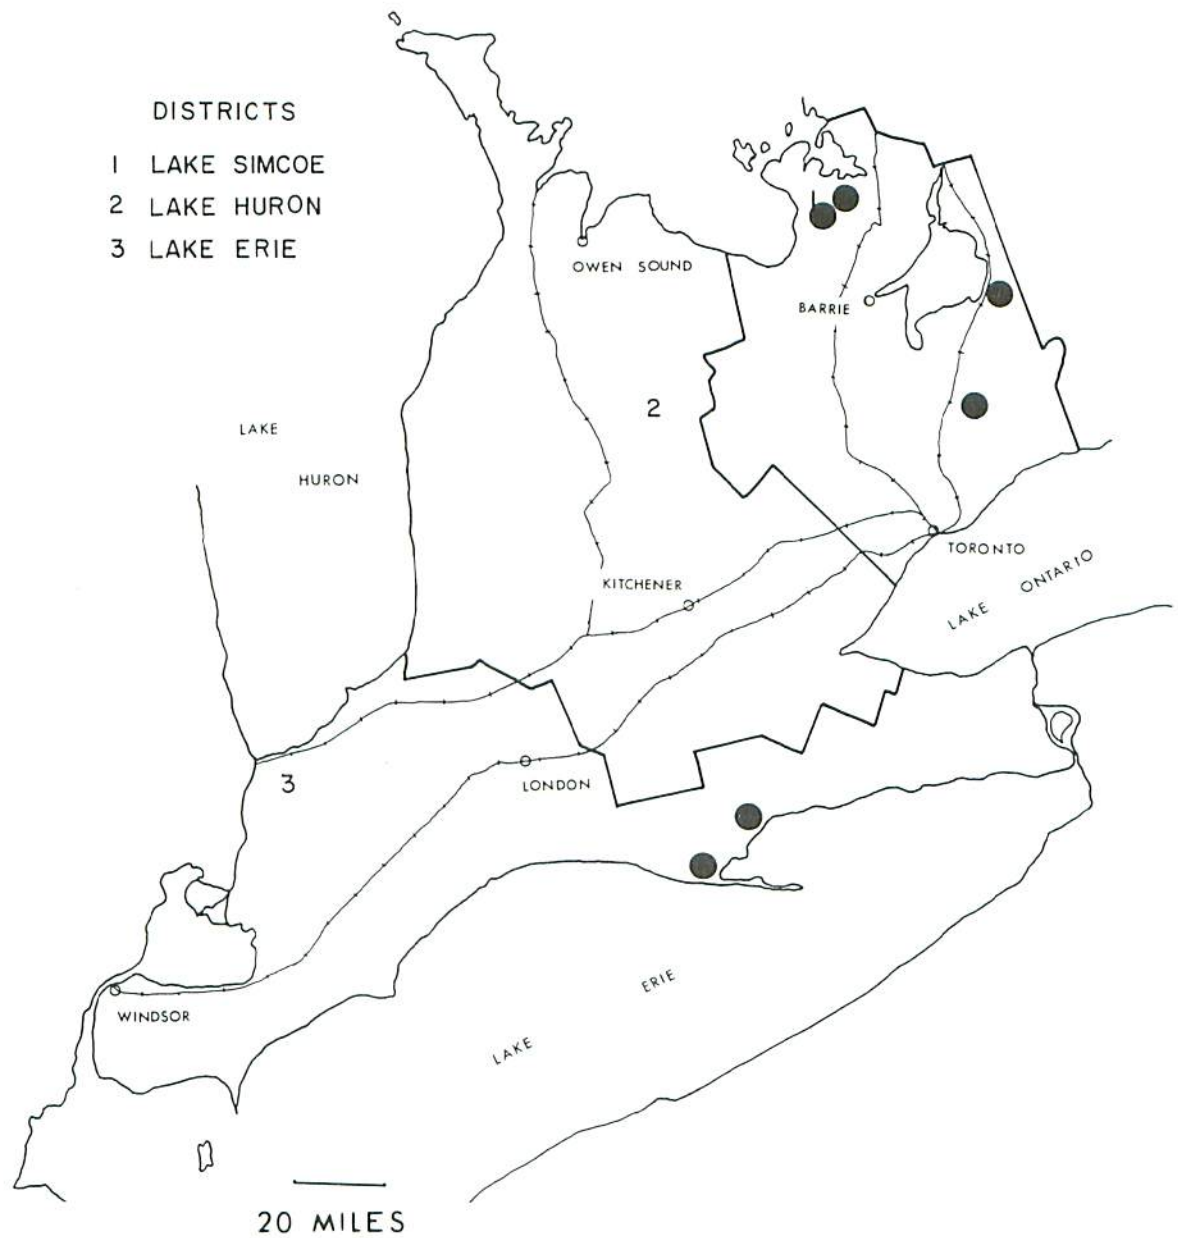 DISTRICTS
1 LAKE SIMCOE
2 LAKE HURON
3 LAKE ERIE
1
OWEN SOUND
BARRIE
2
LAKE
HURON
TORONTO
KITCHENER
LAKE ONTARIO
3
LONDON
ERIE
WINDSOR
LAKE
20 MILES